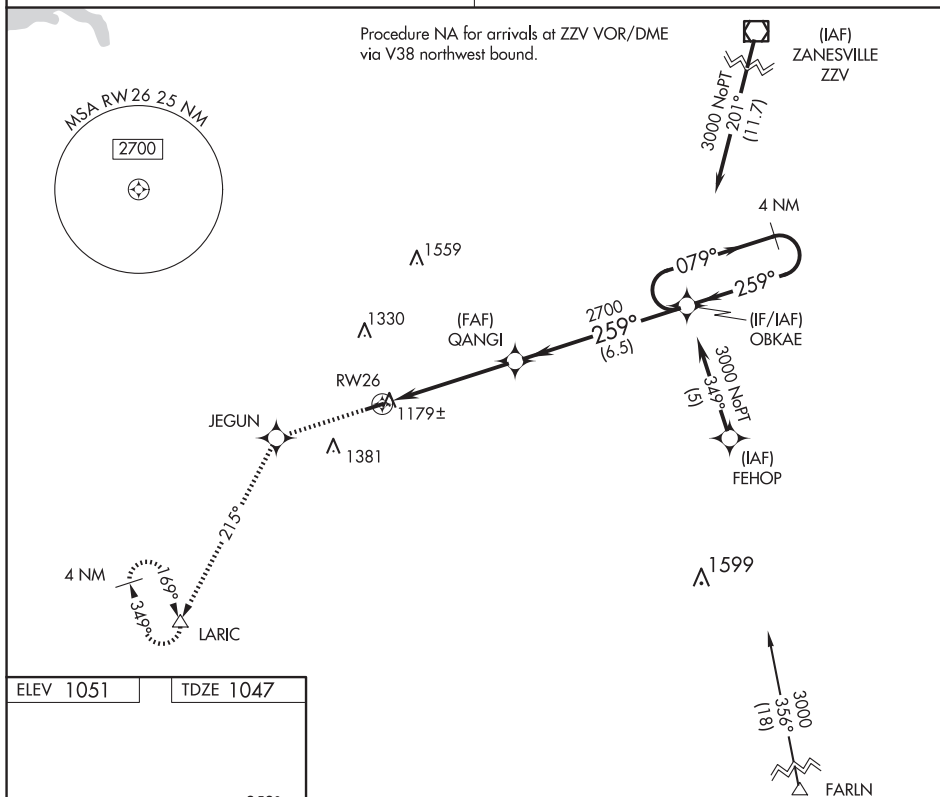 Procedure NA for arrivals at ZZV VOR/DME
via V38 northwest bound.
(IAF)
ZANESVILLE
ZZV
3000 NoPT
201°
(11.7)
MSA RW26 25 NM
2700
4 NM
079°
259°
1559
(IF/IAF)
OBKAE
2700
259°
(6.5)
1330
(FAF)
QANGI
3000 NoPT
349°
(5)
RW26
1179±
JEGUN
1381
(IAF)
FEHOP
215°
4 NM
169°
349°
LARIC
1599
ELEV 1051
TDZE 1047
3000
356°
(18)
FARLN